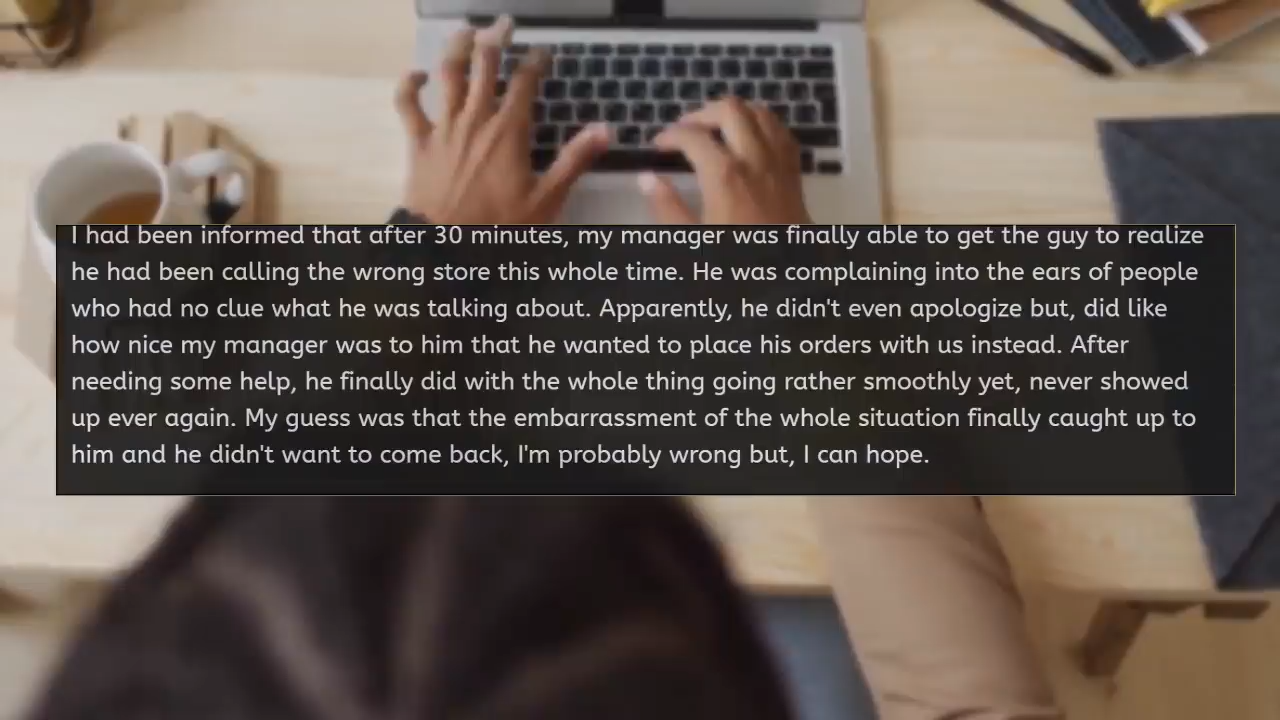 I had been informed that after 30 minutes, my manager was finally able to get the guy to realize
he had been calling the wrong store this whole time. He was complaining into the ears of people
who had no clue what he was talking about. Apparently, he didn't even apologize but, did like
how nice my manager was to him that he wanted to place his orders with us instead. After
needing some help, he finally did with the whole thing going rather smoothly yet, never showed
up ever again. My guess was that the embarrassment of the whole situation finally caught up to
him and he didn't want to come back, I'm probably wrong but, I can hope.